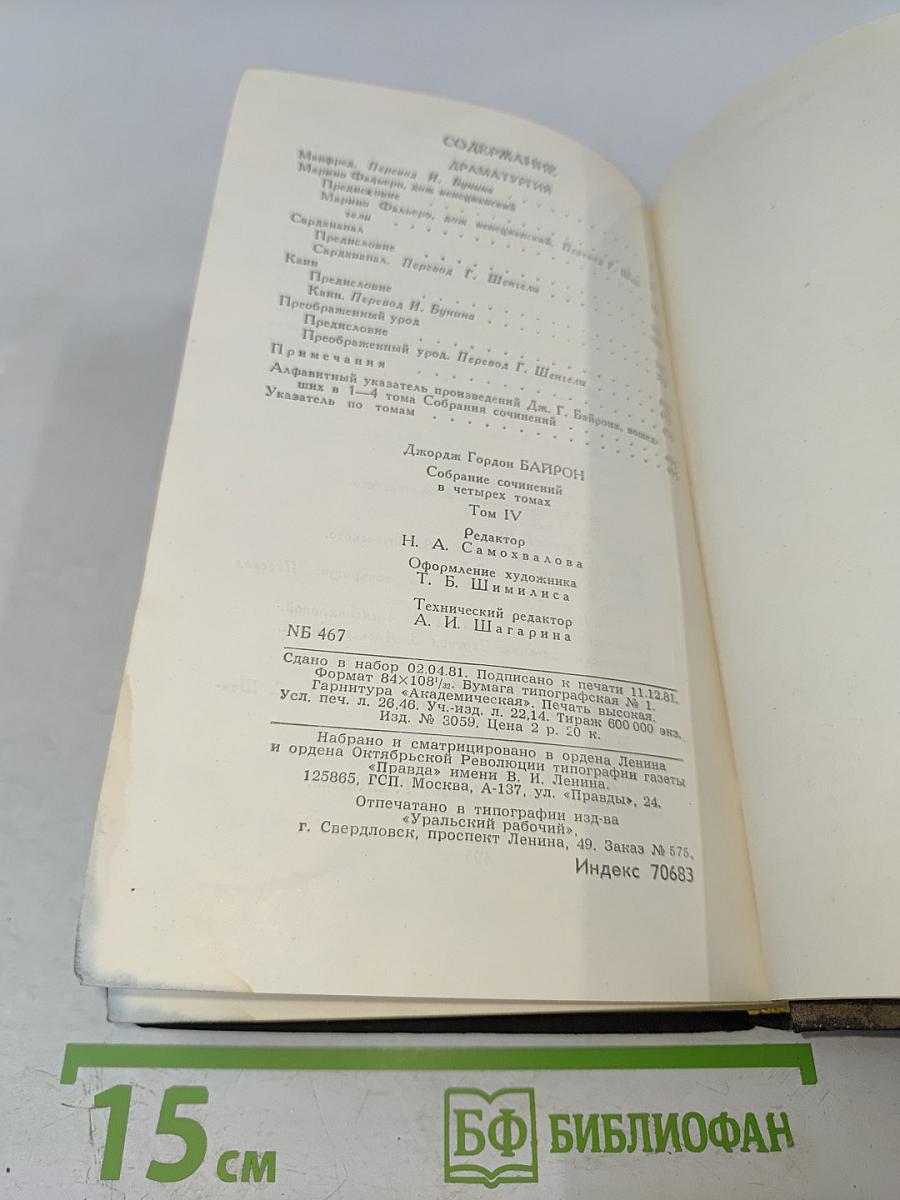 СОДЕРЖАНИЕ
ДРАМАТУРГИЯ
Манфред. Перевод И. Бунина
Марино Фальеро, дож венецианский
Предисловие
Марино Фальеро, дож венецианский. Перевод Г. Шен-
гели
Сарданапал
Предисловие
Сарданапал. Перевод Г. Шенгели
Каин
Предисловие
Каин. Перевод И. Бунина
Преображенный урод
Предисловие
Преображенный урод. Перевод Г. Шенгели
Примечания
Алфавитный указатель произведений Дж. Г. Байрона, вошед-
ших в 1—4 тома Собрания сочинений
Указатель по томам
Джордж Гордон БАЙРОН
Собрание сочинений
в четырех томах
Том IV
Редактор
Н. А. Самохвалова
Оформление художника
Т. Б. Шимилиса
Технический редактор
А. И. Шагарина
NБ 467
Сдано в набор 02.04.81. Подписано к печати 11.12.81.
Формат 84×108¹/₃₂. Бумага типографская № 1.
Гарнитура «Академическая». Печать высокая.
Усл. печ. л. 26,46. Уч.-изд. л. 22,14. Тираж 600 000 экз.
Изд. № 3059. Цена 2 р. 20 к.
Набрано и сматрицировано в ордена Ленина
и ордена Октябрьской Революции типографии газеты
«Правда» имени В. И. Ленина.
125865, ГСП. Москва, А-137, ул. «Правды», 24.
Отпечатано в типографии изд-ва
«Уральский рабочий»,
г. Свердловск, проспект Ленина, 49. Заказ № 575.
Индекс 70683
15 см
БФ БИБЛИОФАН